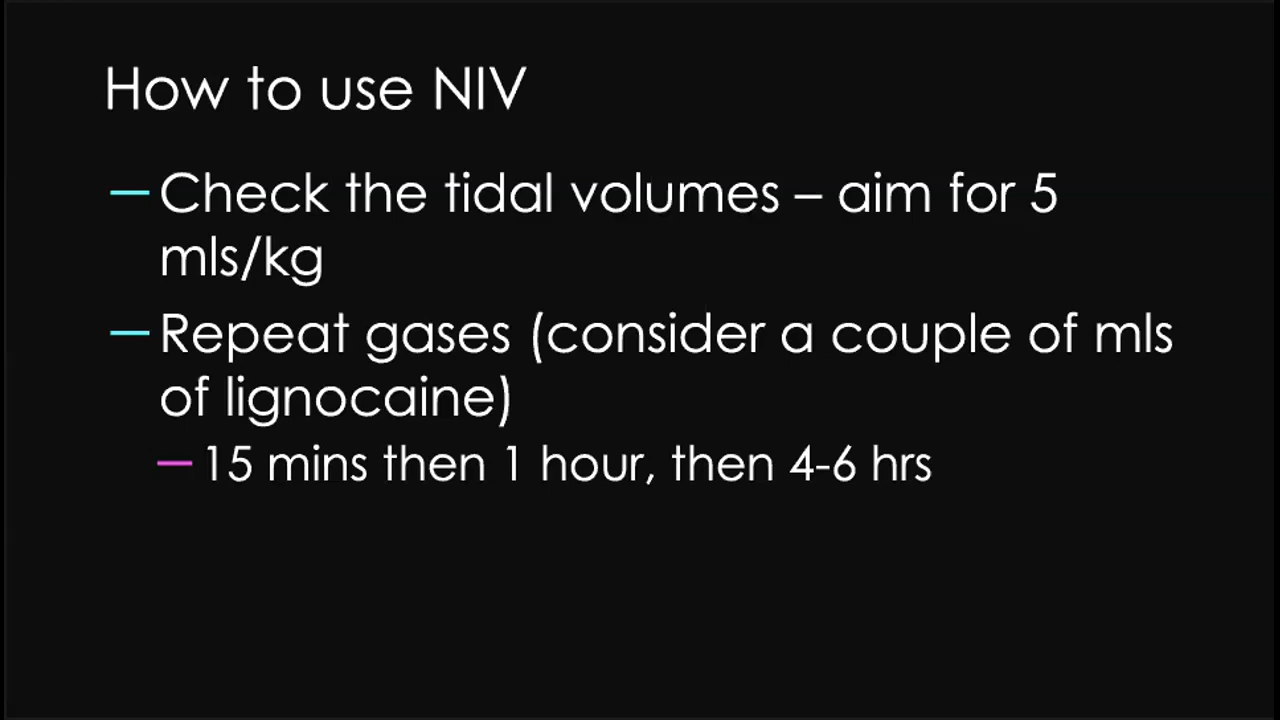 How to use NIV
– Check the tidal volumes – aim for 5
mls/kg
– Repeat gases (consider a couple of mls
of lignocaine)
– 15 mins then 1 hour, then 4-6 hrs